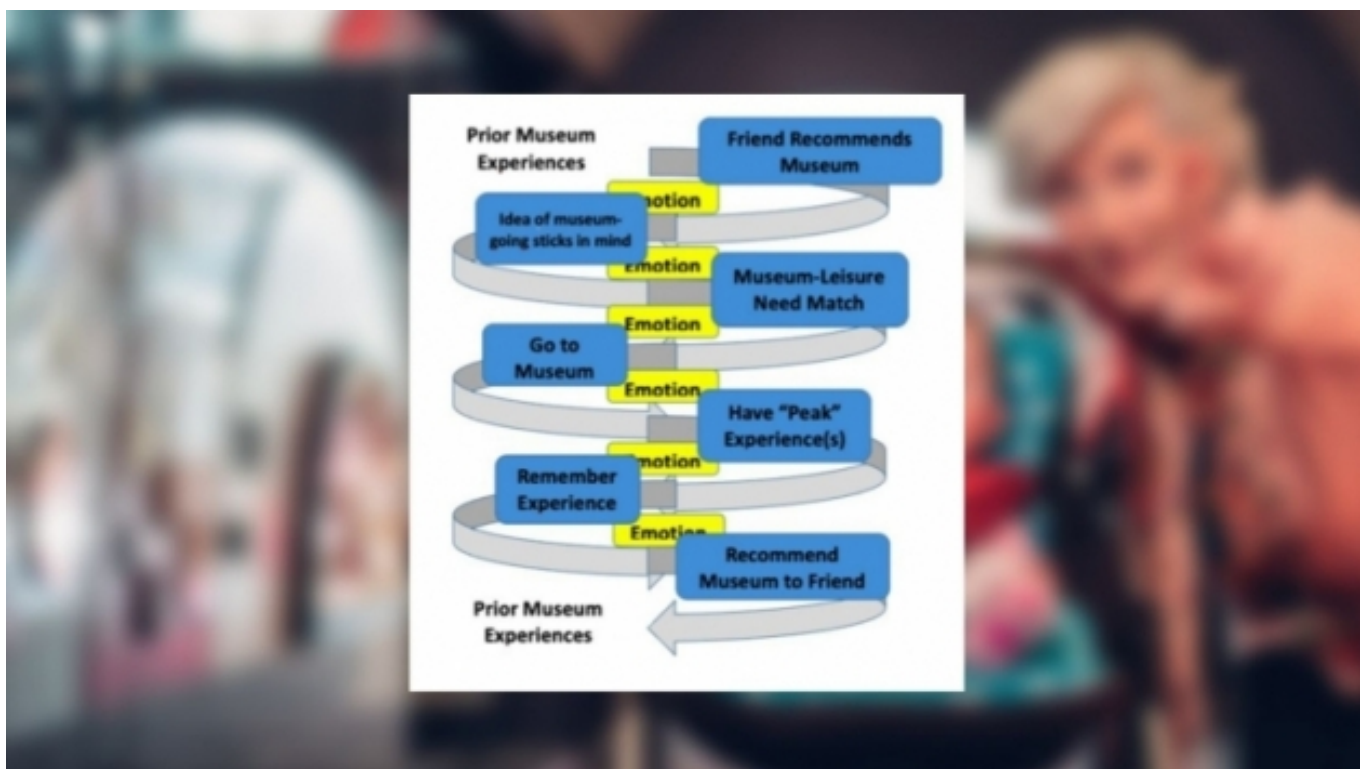 Prior Museum
Experiences
Friend Recommends
Museum
Emotion
Idea of museum-
going sticks in mind
Emotion
Museum-Leisure
Need Match
Emotion
Go to
Museum
Emotion
Have "Peak"
Experience(s)
Emotion
Remember
Experience
Emotion
Recommend
Museum to Friend
Prior Museum
Experiences